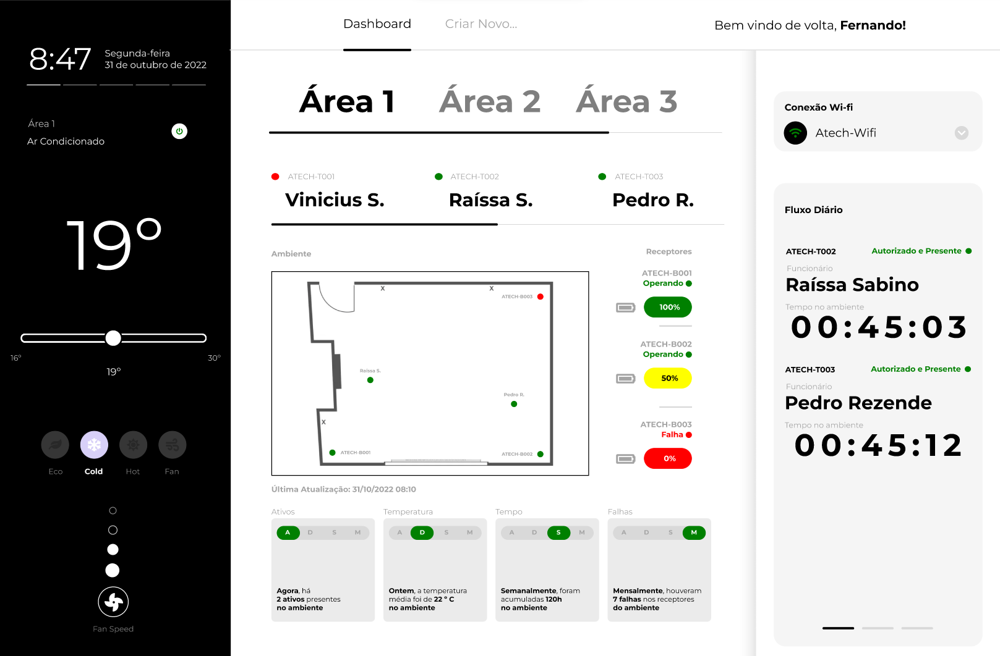 8:47
Segunda-feira
31 de outubro de 2022
Área 1
Ar Condicionado
19º
16º
30º
19º
Eco
Cold
Hot
Fan
Fan Speed
Dashboard
Criar Novo...
Bem vindo de volta, Fernando!
Área 1
Área 2
Área 3
ATECH-T001
Vinicius S.
ATECH-T002
Raíssa S.
ATECH-T003
Pedro R.
Ambiente
X
X
ATECH-B003
Raíssa S.
Pedro R.
X
ATECH-B001
ATECH-B002
Última Atualização: 31/10/2022 08:10
Receptores
ATECH-B001
Operando
100%
ATECH-B002
Operando
50%
ATECH-B003
Falha
0%
Ativos
A D S M
Agora, há
2 ativos presentes
no ambiente
Temperatura
A D S M
Ontem, a temperatura
média foi de 22 º C
no ambiente
Tempo
A D S M
Semanalmente, foram
acumuladas 120h
no ambiente
Falhas
A D S M
Mensalmente, houveram
7 falhas nos receptores
do ambiente
Conexão Wi-fi
Atech-Wifi
Fluxo Diário
ATECH-T002
Autorizado e Presente
Funcionário
Raíssa Sabino
Tempo no ambiente
00:45:03
ATECH-T003
Autorizado e Presente
Funcionário
Pedro Rezende
Tempo no ambiente
00:45:12